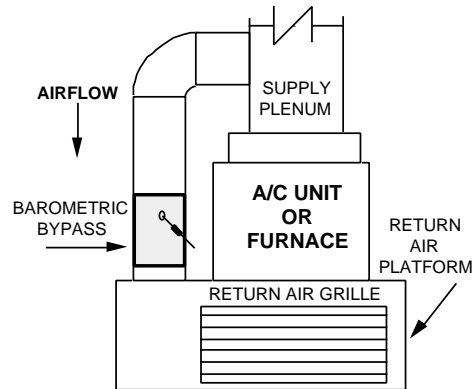 SUPPLY
PLENUM
AIRFLOW
A/C UNIT
OR
FURNACE
BAROMETRIC
BYPASS
RETURN
AIR
PLATFORM
RETURN AIR GRILLE